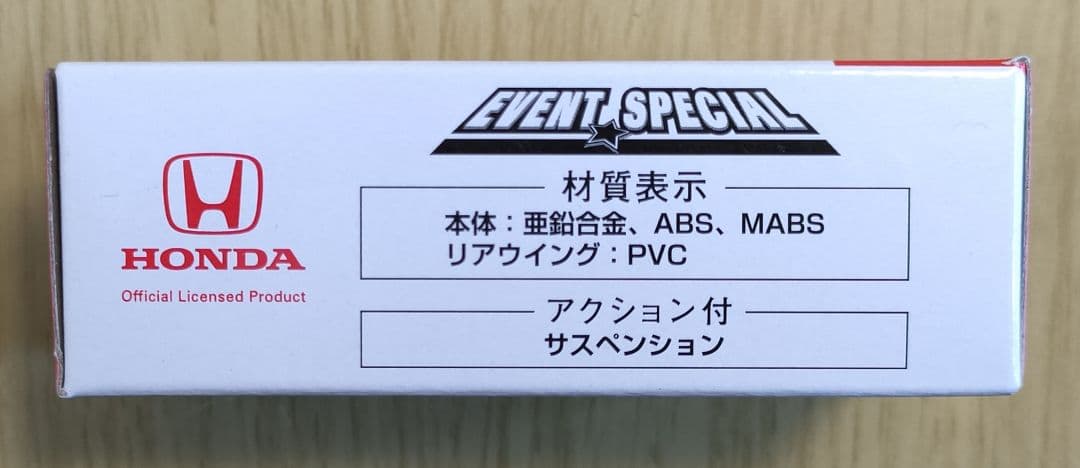 EVENT SPECIAL
HONDA
Official Licensed Product
材質表示
本体：亜鉛合金、ABS、MABS
リアウイング：PVC
アクション付
サスペンション